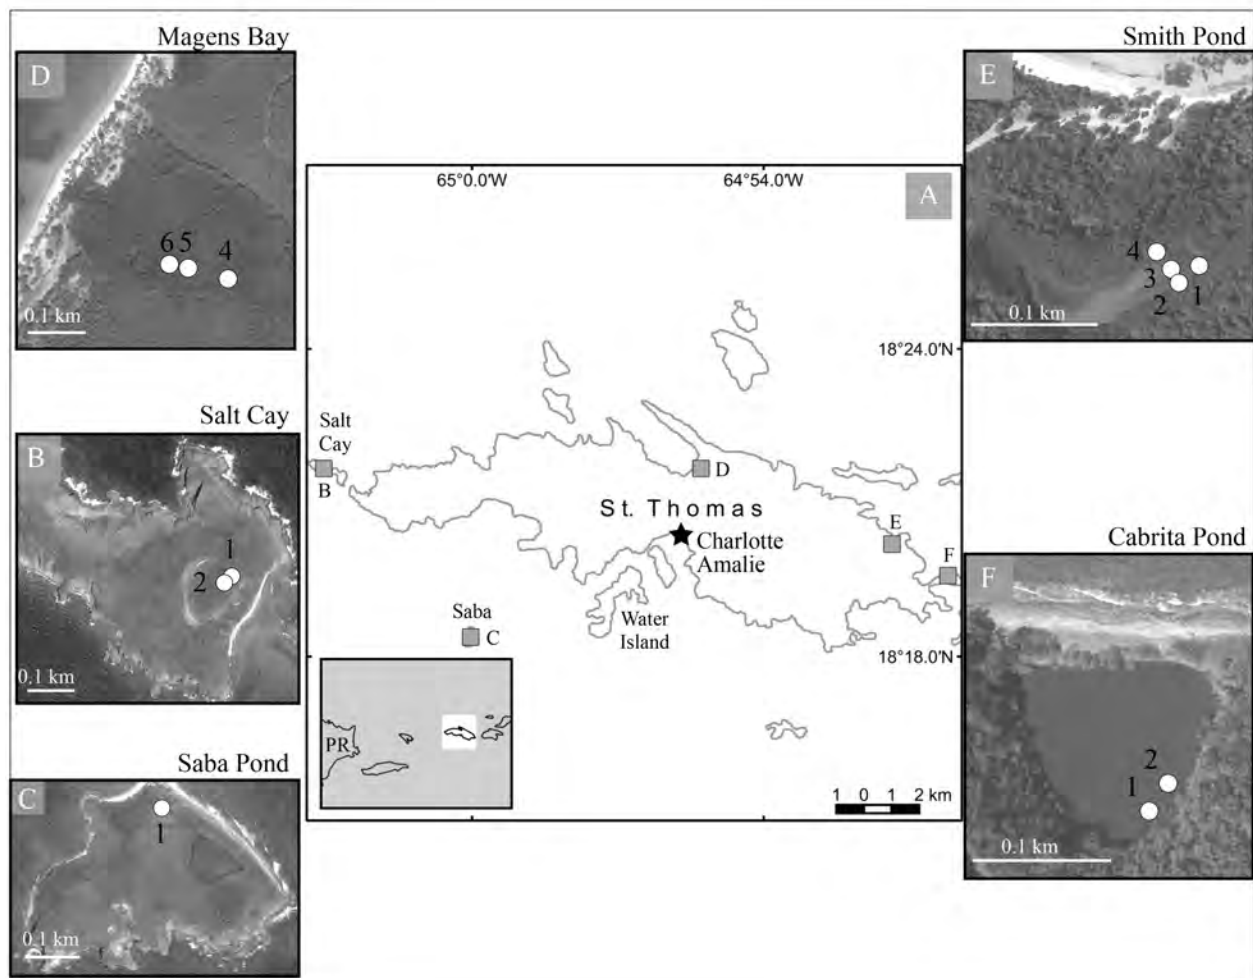 Magens Bay
D
6 5 4
0.1 km
Salt Cay
B
1
2
0.1 km
Saba Pond
C
1
0.1 km
65°0.0'W
64°54.0'W
A
18°24.0'N
Salt
Cay
B
D
St. Thomas
Charlotte
Amalie
E
F
Water
Island
Saba
C
18°18.0'N
PR
1 0 1 2 km
Smith Pond
E
4
3
2 1
0.1 km
Cabrita Pond
F
2
1
0.1 km